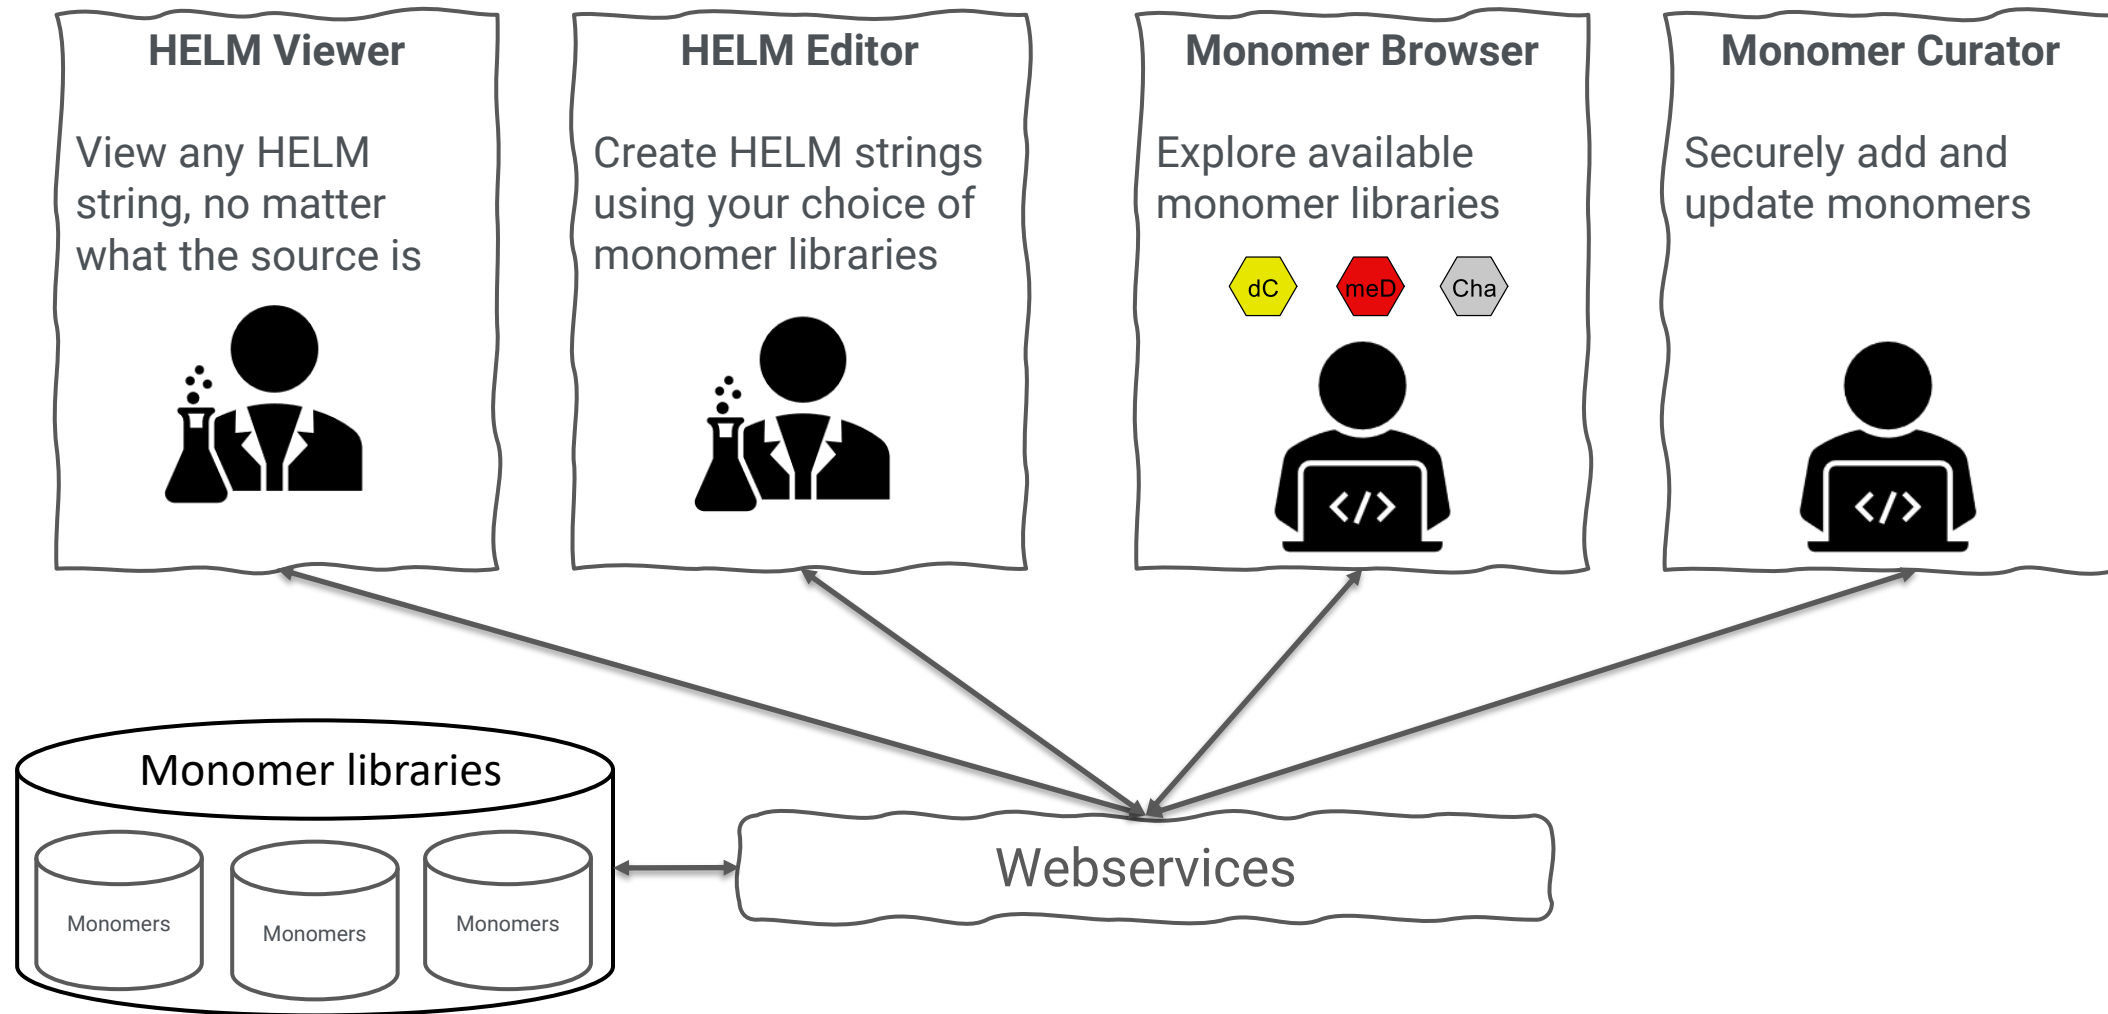 HELM Viewer
View any HELM
string, no matter
what the source is
HELM Editor
Create HELM strings
using your choice of
monomer libraries
Monomer Browser
Explore available
monomer libraries
dC
meD
Cha
</>
Monomer Curator
Securely add and
update monomers
</>
Monomer libraries
Monomers
Monomers
Monomers
Webservices